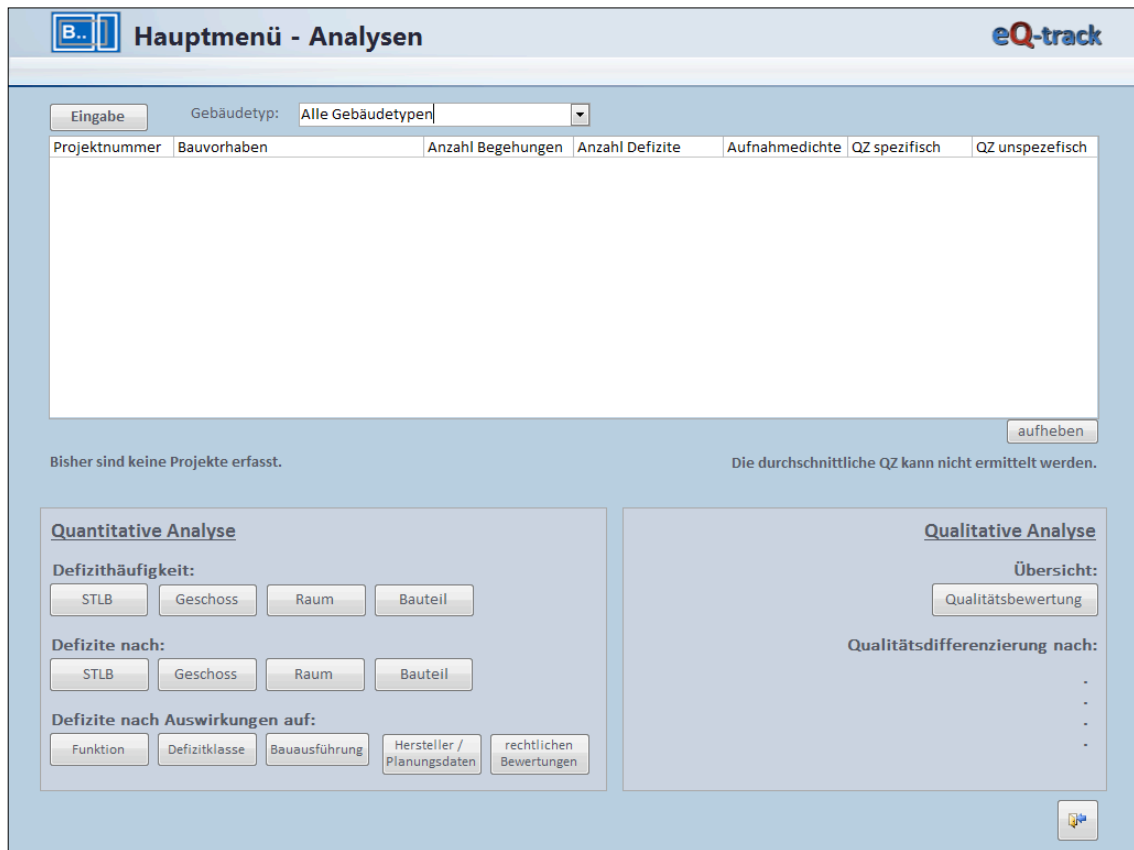 B..
Hauptmenü - Analysen
eQ-track
Eingabe Gebäudetyp: Alle Gebäudetypen
Projektnummer Bauvorhaben Anzahl Begehungen Anzahl Defizite Aufnahmedichte QZ spezifisch QZ unspezefisch
aufheben
Bisher sind keine Projekte erfasst. Die durchschnittliche QZ kann nicht ermittelt werden.
Quantitative Analyse
Defizithäufigkeit:
STLB Geschoss Raum Bauteil
Defizite nach:
STLB Geschoss Raum Bauteil
Defizite nach Auswirkungen auf:
Funktion Defizitklasse Bauausführung Hersteller /
Planungsdaten rechtlichen
Bewertungen
Qualitative Analyse
Übersicht:
Qualitätsbewertung
Qualitätsdifferenzierung nach:
-
-
-
-